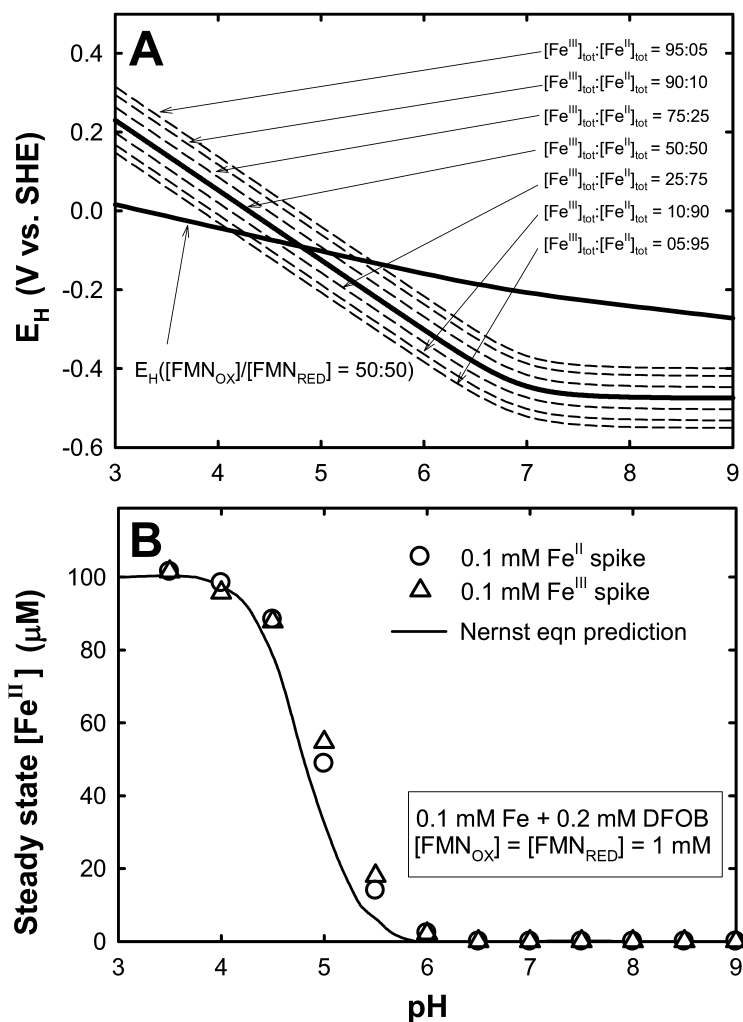 A
0.4
0.2
0.0
-0.2
-0.4
-0.6
E_H (V vs. SHE)
[Fe^III]_tot:[Fe^II]_tot = 95:05
[Fe^III]_tot:[Fe^II]_tot = 90:10
[Fe^III]_tot:[Fe^II]_tot = 75:25
[Fe^III]_tot:[Fe^II]_tot = 50:50
[Fe^III]_tot:[Fe^II]_tot = 25:75
[Fe^III]_tot:[Fe^II]_tot = 10:90
[Fe^III]_tot:[Fe^II]_tot = 05:95
E_H([FMN_OX]/[FMN_RED] = 50:50)
3 4 5 6 7 8 9
B
100
80
60
40
20
0
Steady state [Fe^II] (μM)
0.1 mM Fe^II spike
0.1 mM Fe^III spike
Nernst eqn prediction
0.1 mM Fe + 0.2 mM DFOB
[FMN_OX] = [FMN_RED] = 1 mM
3 4 5 6 7 8 9
pH